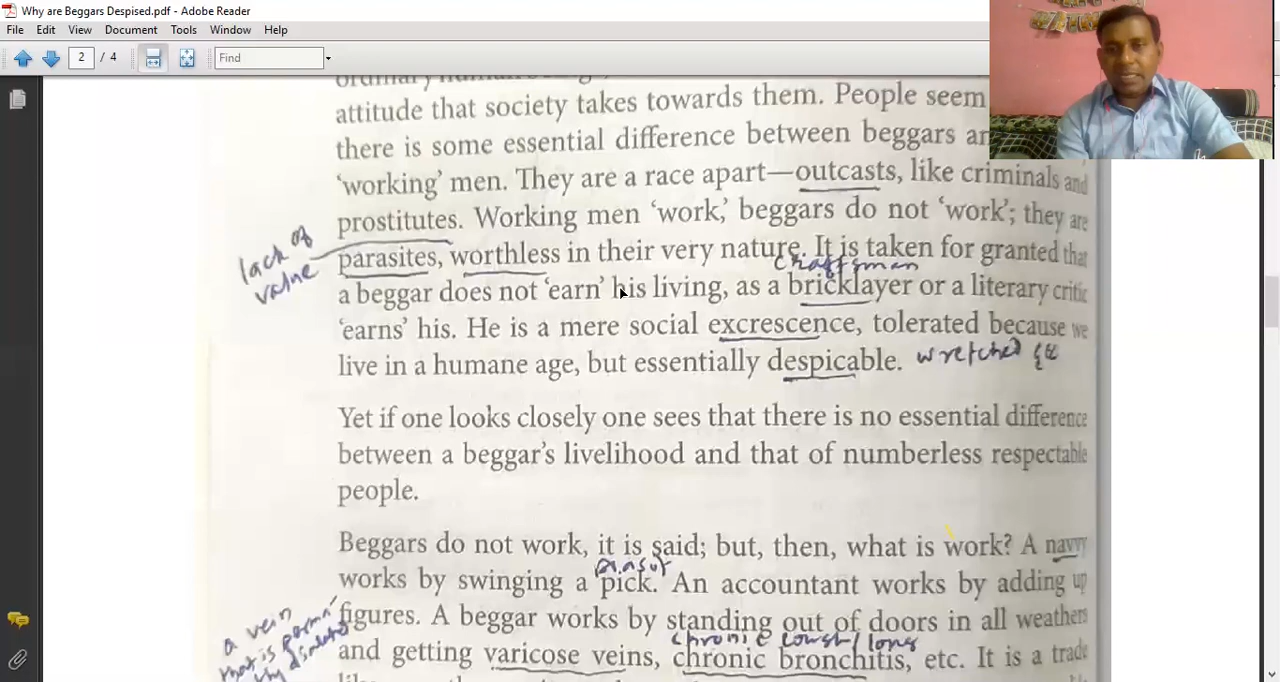 Why are Beggars Despised.pdf - Adobe Reader
File Edit View Document Tools Window Help
2 / 4 Find
attitude that society takes towards them. People seem
there is some essential difference between beggars
'working' men. They are a race apart—outcasts, like criminals and
prostitutes. Working men 'work,' beggars do not 'work'; they are
lack of
value
parasites, worthless in their very nature. It is taken for granted that
craftsman
a beggar does not 'earn' his living, as a bricklayer or a literary critic
'earns' his. He is a mere social excrescence, tolerated because we
live in a humane age, but essentially despicable. wretched
Yet if one looks closely one sees that there is no essential difference
between a beggar's livelihood and that of numberless respectable
people.
Beggars do not work, it is said; but, then, what is work? A navvy
works by swinging a pick. An accountant works by adding up
a vein
that is
figures. A beggar works by standing out of doors in all weathers
chronic long
and getting varicose veins, chronic bronchitis, etc. It is a trade